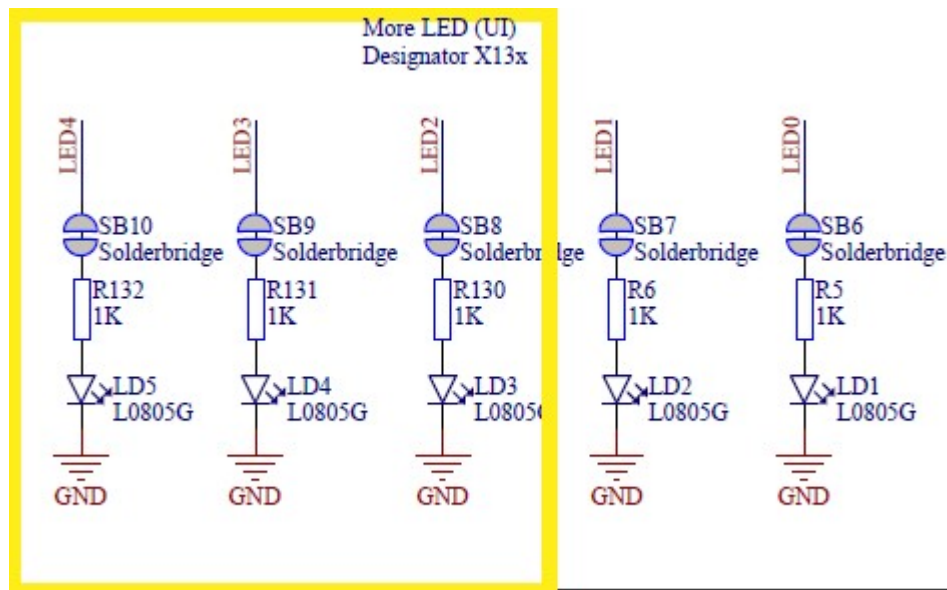 More LED (UI)
Designator X13x
LED4
LED3
LED2
LED1
LED0
SB10
Solderbridge
SB9
Solderbridge
SB8
Solderbridge
SB7
Solderbridge
SB6
Solderbridge
R132
1K
R131
1K
R130
1K
R6
1K
R5
1K
LD5
L0805G
LD4
L0805G
LD3
L0805G
LD2
L0805G
LD1
L0805G
GND
GND
GND
GND
GND